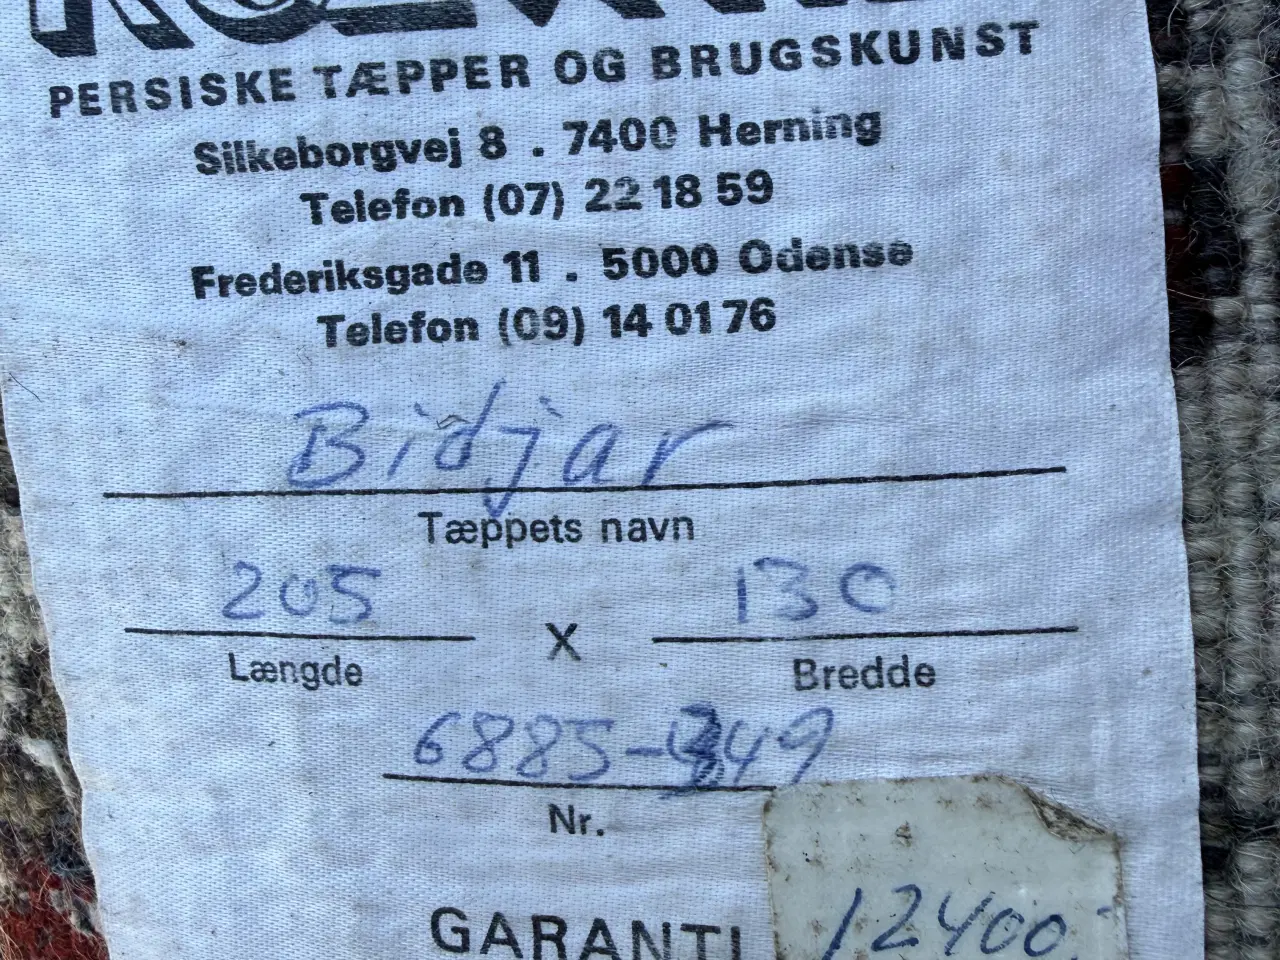 PERSISKE TÆPPER OG BRUGSKUNST
Silkeborgvej 8 . 7400 Herning
Telefon (07) 22 18 59
Frederiksgade 11 . 5000 Odense
Telefon (09) 14 01 76
Bidjar
Tæppets navn
205 X 130
Længde Bredde
Nr.
GARANTI
12400.-